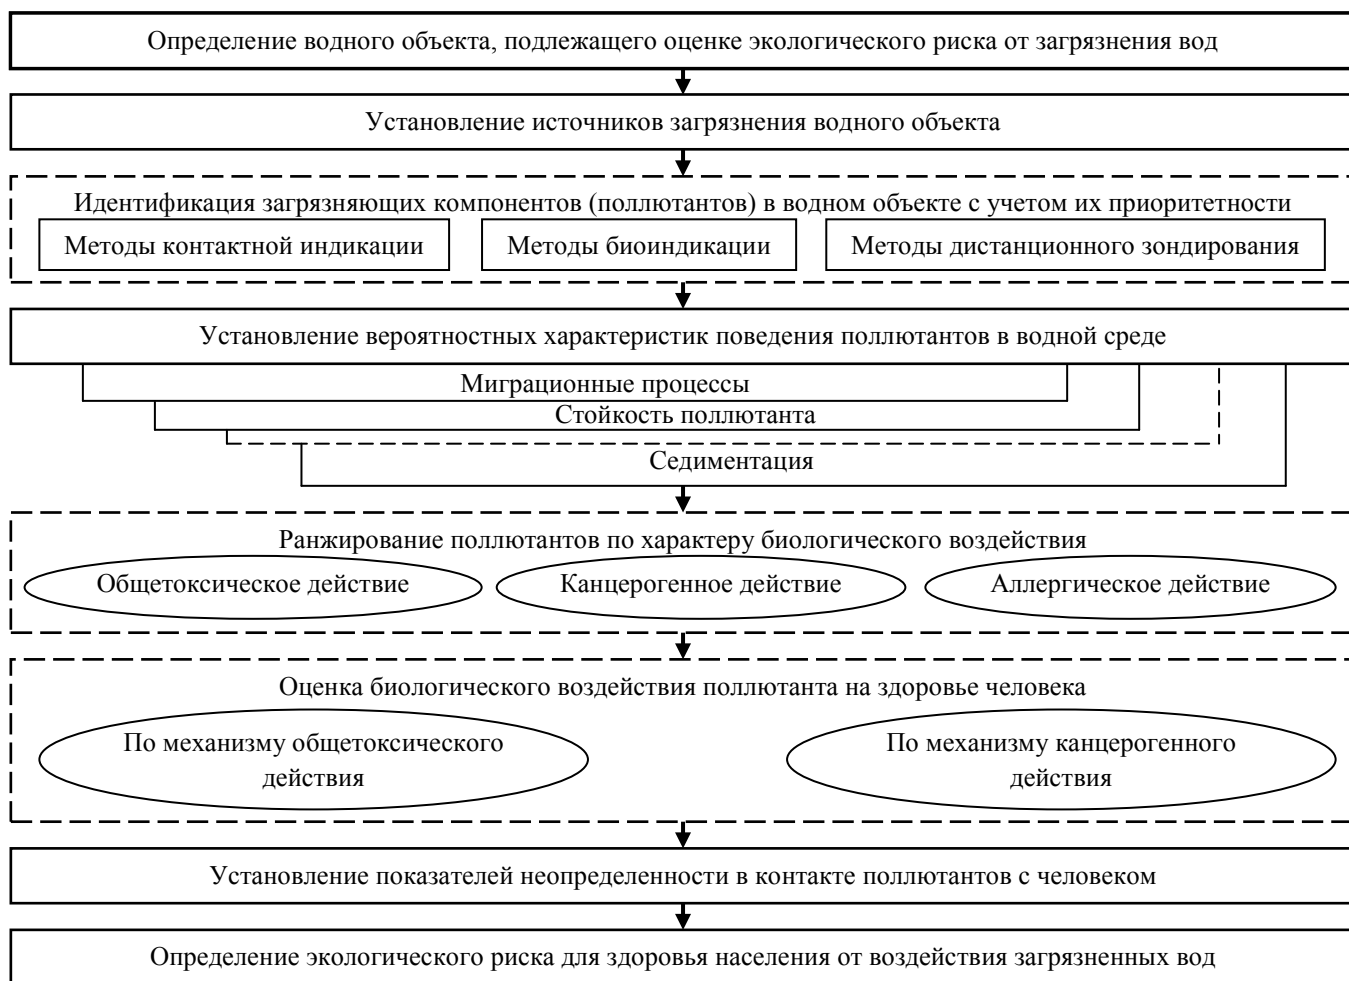 Определение водного объекта, подлежащего оценке экологического риска от загрязнения вод
Установление источников загрязнения водного объекта
Идентификация загрязняющих компонентов (поллютантов) в водном объекте с учетом их приоритетности
Методы контактной индикации
Методы биоиндикации
Методы дистанционного зондирования
Установление вероятностных характеристик поведения поллютантов в водной среде
Миграционные процессы
Стойкость поллютанта
Седиментация
Ранжирование поллютантов по характеру биологического воздействия
Общетоксическое действие
Канцерогенное действие
Аллергическое действие
Оценка биологического воздействия поллютанта на здоровье человека
По механизму общетоксического
действия
По механизму канцерогенного
действия
Установление показателей неопределенности в контакте поллютантов с человеком
Определение экологического риска для здоровья населения от воздействия загрязненных вод